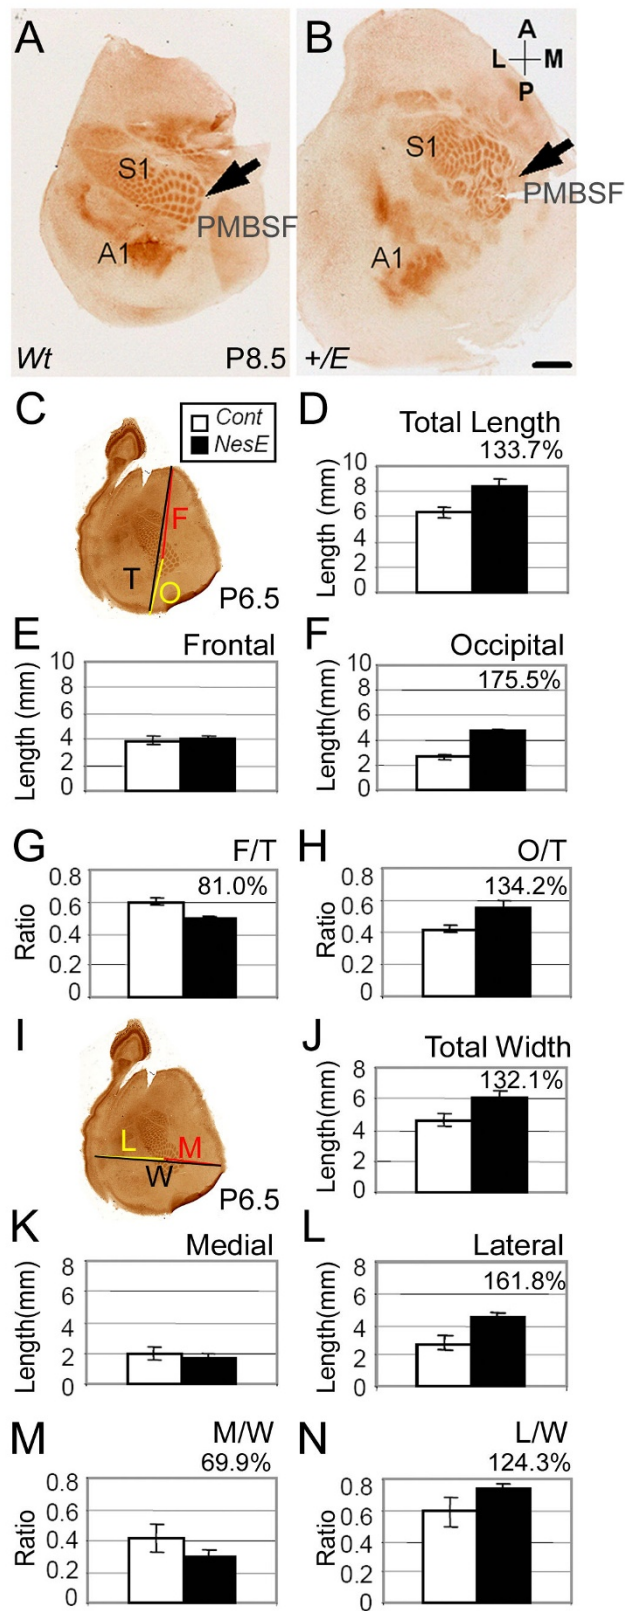 A
B
A
L
M
P
S1
S1
PMBSF
PMBSF
A1
A1
Wt
P8.5
+/E
C
Cont
NesE
F
T
O
P6.5
D
Total Length
133.7%
Length (mm)
10
8
6
4
2
0
E
Frontal
Length (mm)
10
8
6
4
2
0
F
Occipital
175.5%
Length (mm)
10
8
6
4
2
0
G
F/T
81.0%
Ratio
0.8
0.6
0.4
0.2
0
H
O/T
134.2%
Ratio
0.8
0.6
0.4
0.2
0
I
L
M
W
P6.5
J
Total Width
132.1%
Length(mm)
8
6
4
2
0
K
Medial
Length(mm)
8
6
4
2
0
L
Lateral
161.8%
Length(mm)
8
6
4
2
0
M
M/W
69.9%
Ratio
0.8
0.6
0.4
0.2
0
N
L/W
124.3%
Ratio
0.8
0.6
0.4
0.2
0